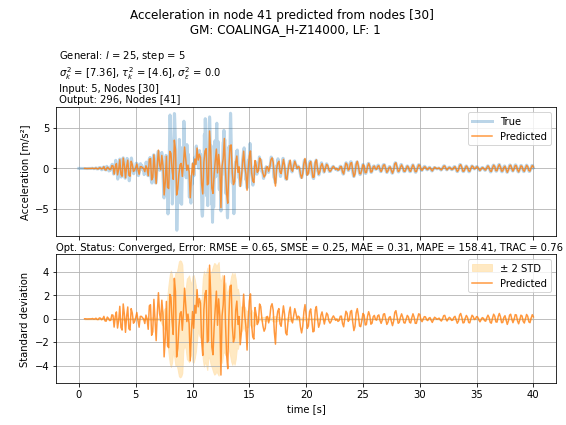 Acceleration in node 41 predicted from nodes [30]
GM: COALINGA_H-Z14000, LF: 1
General: l = 25, step = 5
σ²ₖ = [7.36], τ²ₖ = [4.6], σ²ε = 0.0
Input: 5, Nodes [30]
Output: 296, Nodes [41]
Acceleration [m/s²]
5
0
−5
True
Predicted
Opt. Status: Converged, Error: RMSE = 0.65, SMSE = 0.25, MAE = 0.31, MAPE = 158.41, TRAC = 0.76
Standard deviation
4
2
0
−2
−4
± 2 STD
Predicted
0 5 10 15 20 25 30 35 40
time [s]